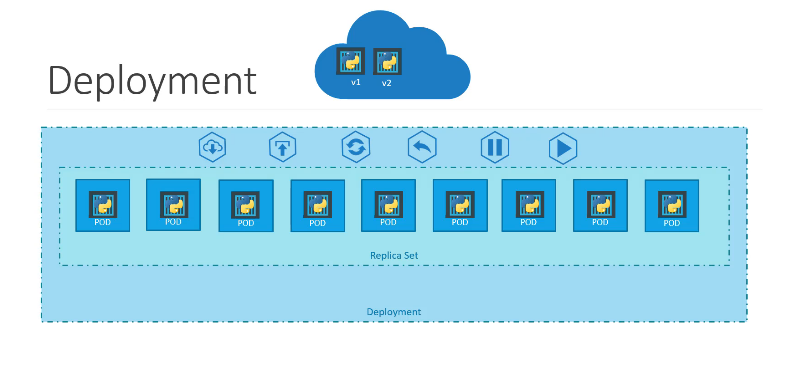 Deployment
v1 v2
POD POD POD POD POD POD POD POD POD
Replica Set
Deployment